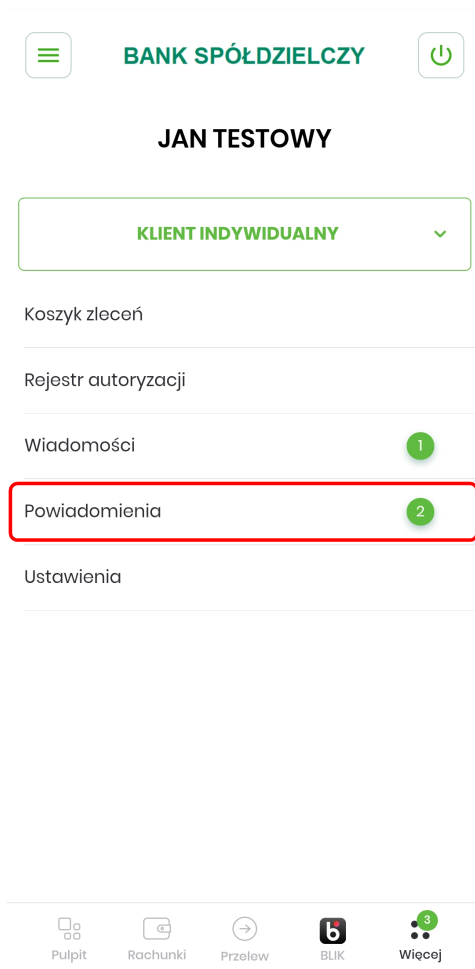 BANK SPÓŁDZIELCZY
JAN TESTOWY
KLIENT INDYWIDUALNY
Koszyk zleceń
Rejestr autoryzacji
Wiadomości 1
Powiadomienia 2
Ustawienia
3
Pulpit Rachunki Przelew BLIK Więcej